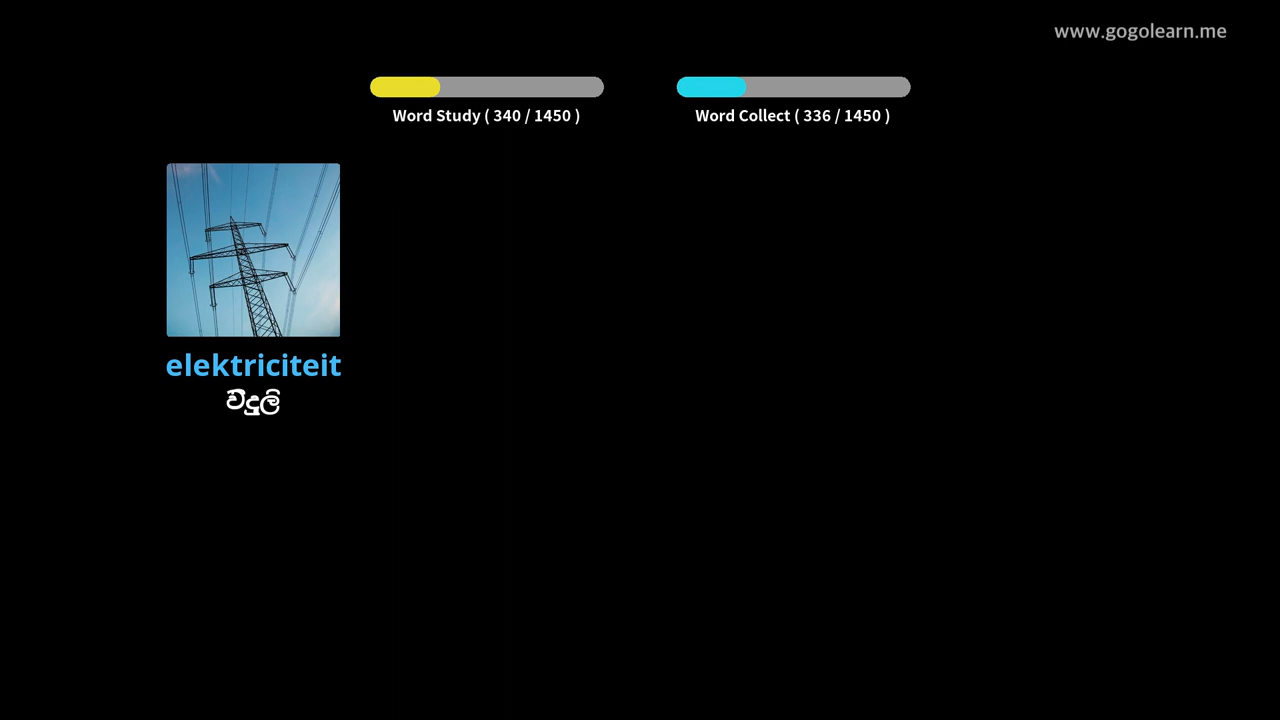 www.gogolearn.me
Word Study ( 340 / 1450 )
Word Collect ( 336 / 1450 )
elektriciteit
විදුලි